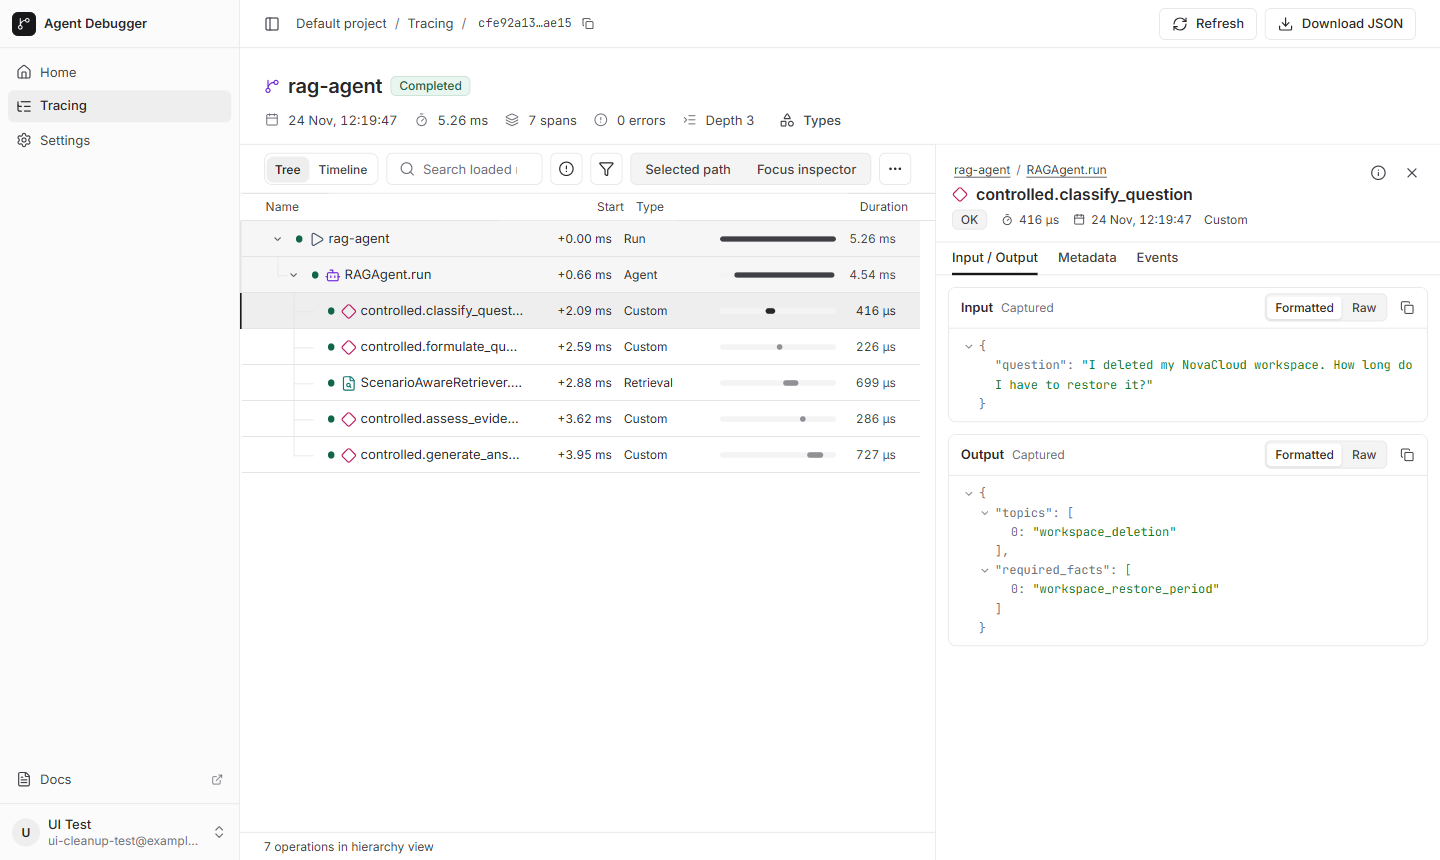 Agent Debugger
Home
Tracing
Settings
Docs
U
UI Test
ui-cleanup-test@exampl...
Default project / Tracing / cfe92a13…ae15
Refresh
Download JSON
rag-agent Completed
24 Nov, 12:19:47 5.26 ms 7 spans 0 errors Depth 3 Types
Tree Timeline Search loaded Selected path Focus inspector
Name Start Type Duration
rag-agent +0.00 ms Run 5.26 ms
RAGAgent.run +0.66 ms Agent 4.54 ms
controlled.classify_quest... +2.09 ms Custom 416 µs
controlled.formulate_qu... +2.59 ms Custom 226 µs
ScenarioAwareRetriever.... +2.88 ms Retrieval 699 µs
controlled.assess_evide... +3.62 ms Custom 286 µs
controlled.generate_ans... +3.95 ms Custom 727 µs
7 operations in hierarchy view
rag-agent / RAGAgent.run
controlled.classify_question
OK 416 µs 24 Nov, 12:19:47 Custom
Input / Output Metadata Events
Input Captured Formatted Raw
{
"question": "I deleted my NovaCloud workspace. How long do
I have to restore it?"
}
Output Captured Formatted Raw
{
"topics": [
0: "workspace_deletion"
],
"required_facts": [
0: "workspace_restore_period"
]
}